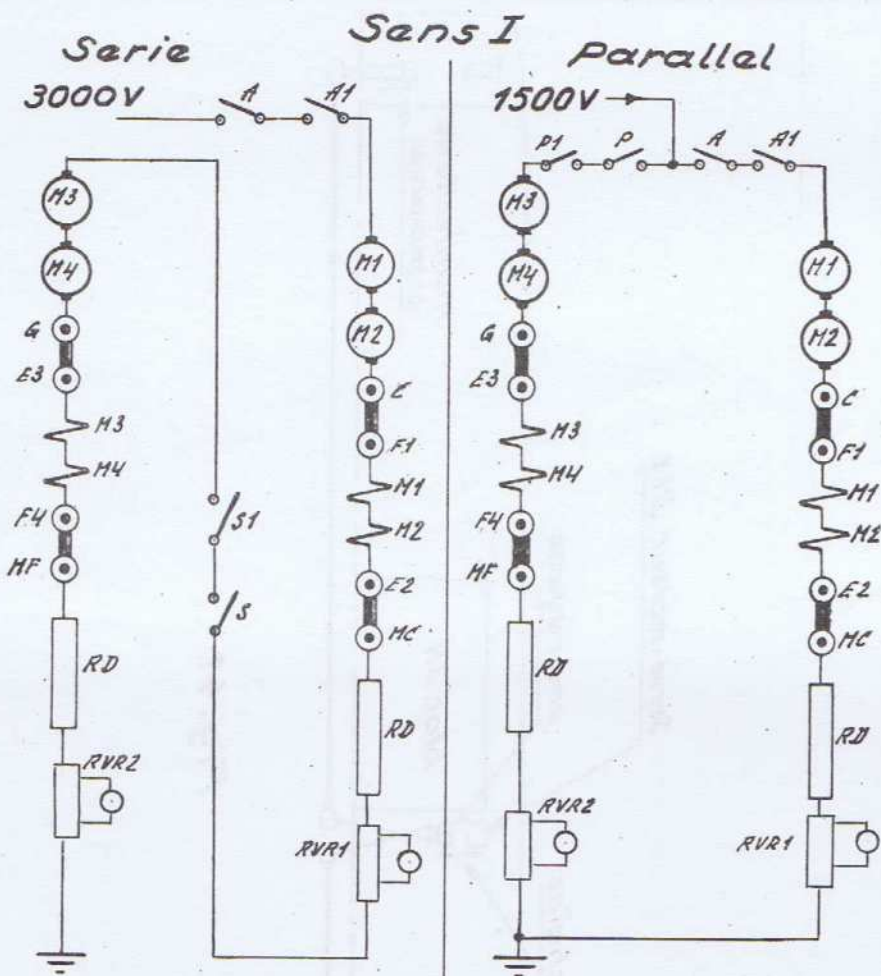 Sens I
Serie
3000V
A
A1
M3
M4
G
E3
M3
M4
F4
MF
RD
RVR2
S1
S
M1
M2
C
F1
M1
M2
E2
MC
RD
RVR1
Parallel
1500V
P1
P
A
A1
M3
M4
G
E3
M3
M4
F4
MF
RD
RVR2
M1
M2
C
F1
M1
M2
E2
MC
RD
RVR1